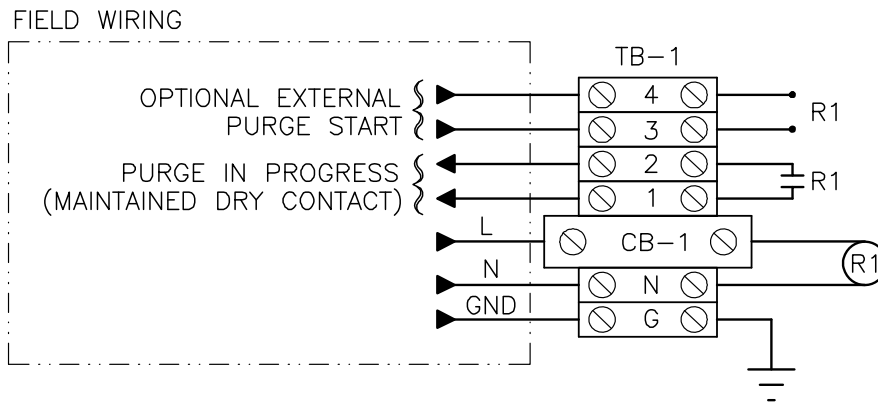 FIELD WIRING
TB-1
OPTIONAL EXTERNAL
PURGE START
4
3
R1
PURGE IN PROGRESS
(MAINTAINED DRY CONTACT)
2
1
R1
L
CB-1
R1
N
N
GND
G